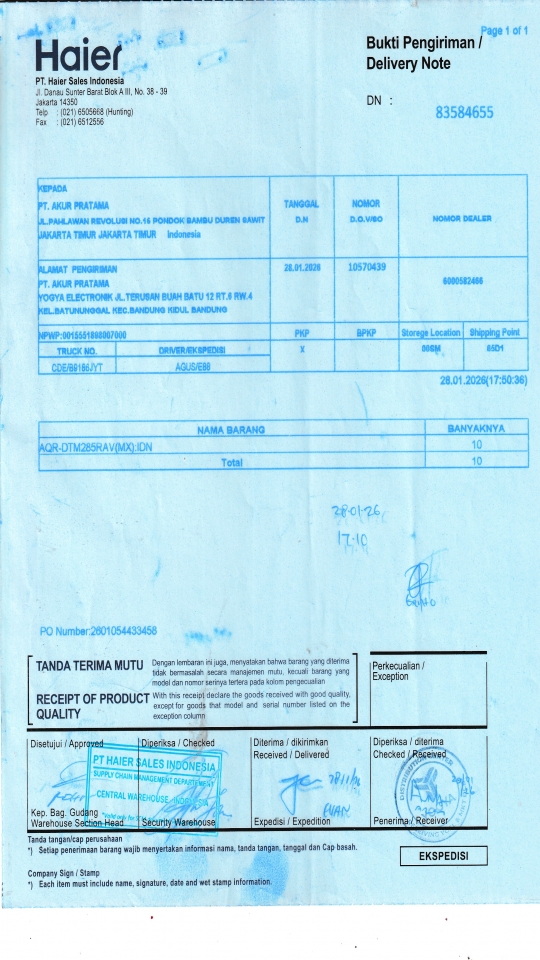 Page 1 of 1
Haier
Bukti Pengiriman /
Delivery Note
PT. Haier Sales Indonesia
Jl. Danau Sunter Barat Blok A III, No. 38 - 39
Jakarta 14350
Telp : (021) 6505668 (Hunting)
Fax : (021) 6512556
DN :
83584655
KEPADA
PT. AKUR PRATAMA
JL.PAHLAWAN REVOLUSI NO.16 PONDOK BAMBU DUREN SAWIT
JAKARTA TIMUR JAKARTA TIMUR Indonesia
TANGGAL
D.N
NOMOR
D.O.V/SO
NOMOR DEALER
ALAMAT PENGIRIMAN
PT. AKUR PRATAMA
YOGYA ELECTRONIK JL.TERUSAN BUAH BATU 12 RT.6 RW.4
KEL.BATUNUNGGAL KEC.BANDUNG KIDUL BANDUNG
28.01.2026
10570439
6000582466
NPWP:0015551898007000
PKP
BPKP
Storage Location
Shipping Point
TRUCK NO.
DRIVER/EKSPEDISI
X
00SM
85D1
CDE/B9186JYT
AGUS/E88
28.01.2026(17:50:36)
NAMA BARANG
BANYAKNYA
AQR-DTM285RAV(MX):IDN
10
Total
10
28-01-26,
17.10
PO Number:2601054433458
TANDA TERIMA MUTU
Dengan lembaran ini juga, menyatakan bahwa barang yang diterima
tidak bermasalah secara manajemen mutu, kecuali barang yang
model dan nomor serinya tertera pada kolom pengecualian
RECEIPT OF PRODUCT
QUALITY
With this receipt declare the goods received with good quality,
except for goods that model and serial number listed on the
exception column
Perkecualian /
Exception
Disetujui / Approved
Diperiksa / Checked
Diterima / dikirimkan
Received / Delivered
Diperiksa / diterima
Checked / Received
PT HAIER SALES INDONESIA
SUPPLY CHAIN MANAGEMENT DEPARTEMENT
CENTRAL WAREHOUSE, INDONESIA
Kep. Bag. Gudang
Warehouse Section Head
Security Warehouse
Expedisi / Expedition
Penerima / Receiver
Tanda tangan/cap perusahaan
*) Setiap penerimaan barang wajib menyertakan informasi nama, tanda tangan, tanggal dan Cap basah.
EKSPEDISI
Company Sign / Stamp
*) Each item must include name, signature, date and wet stamp information.